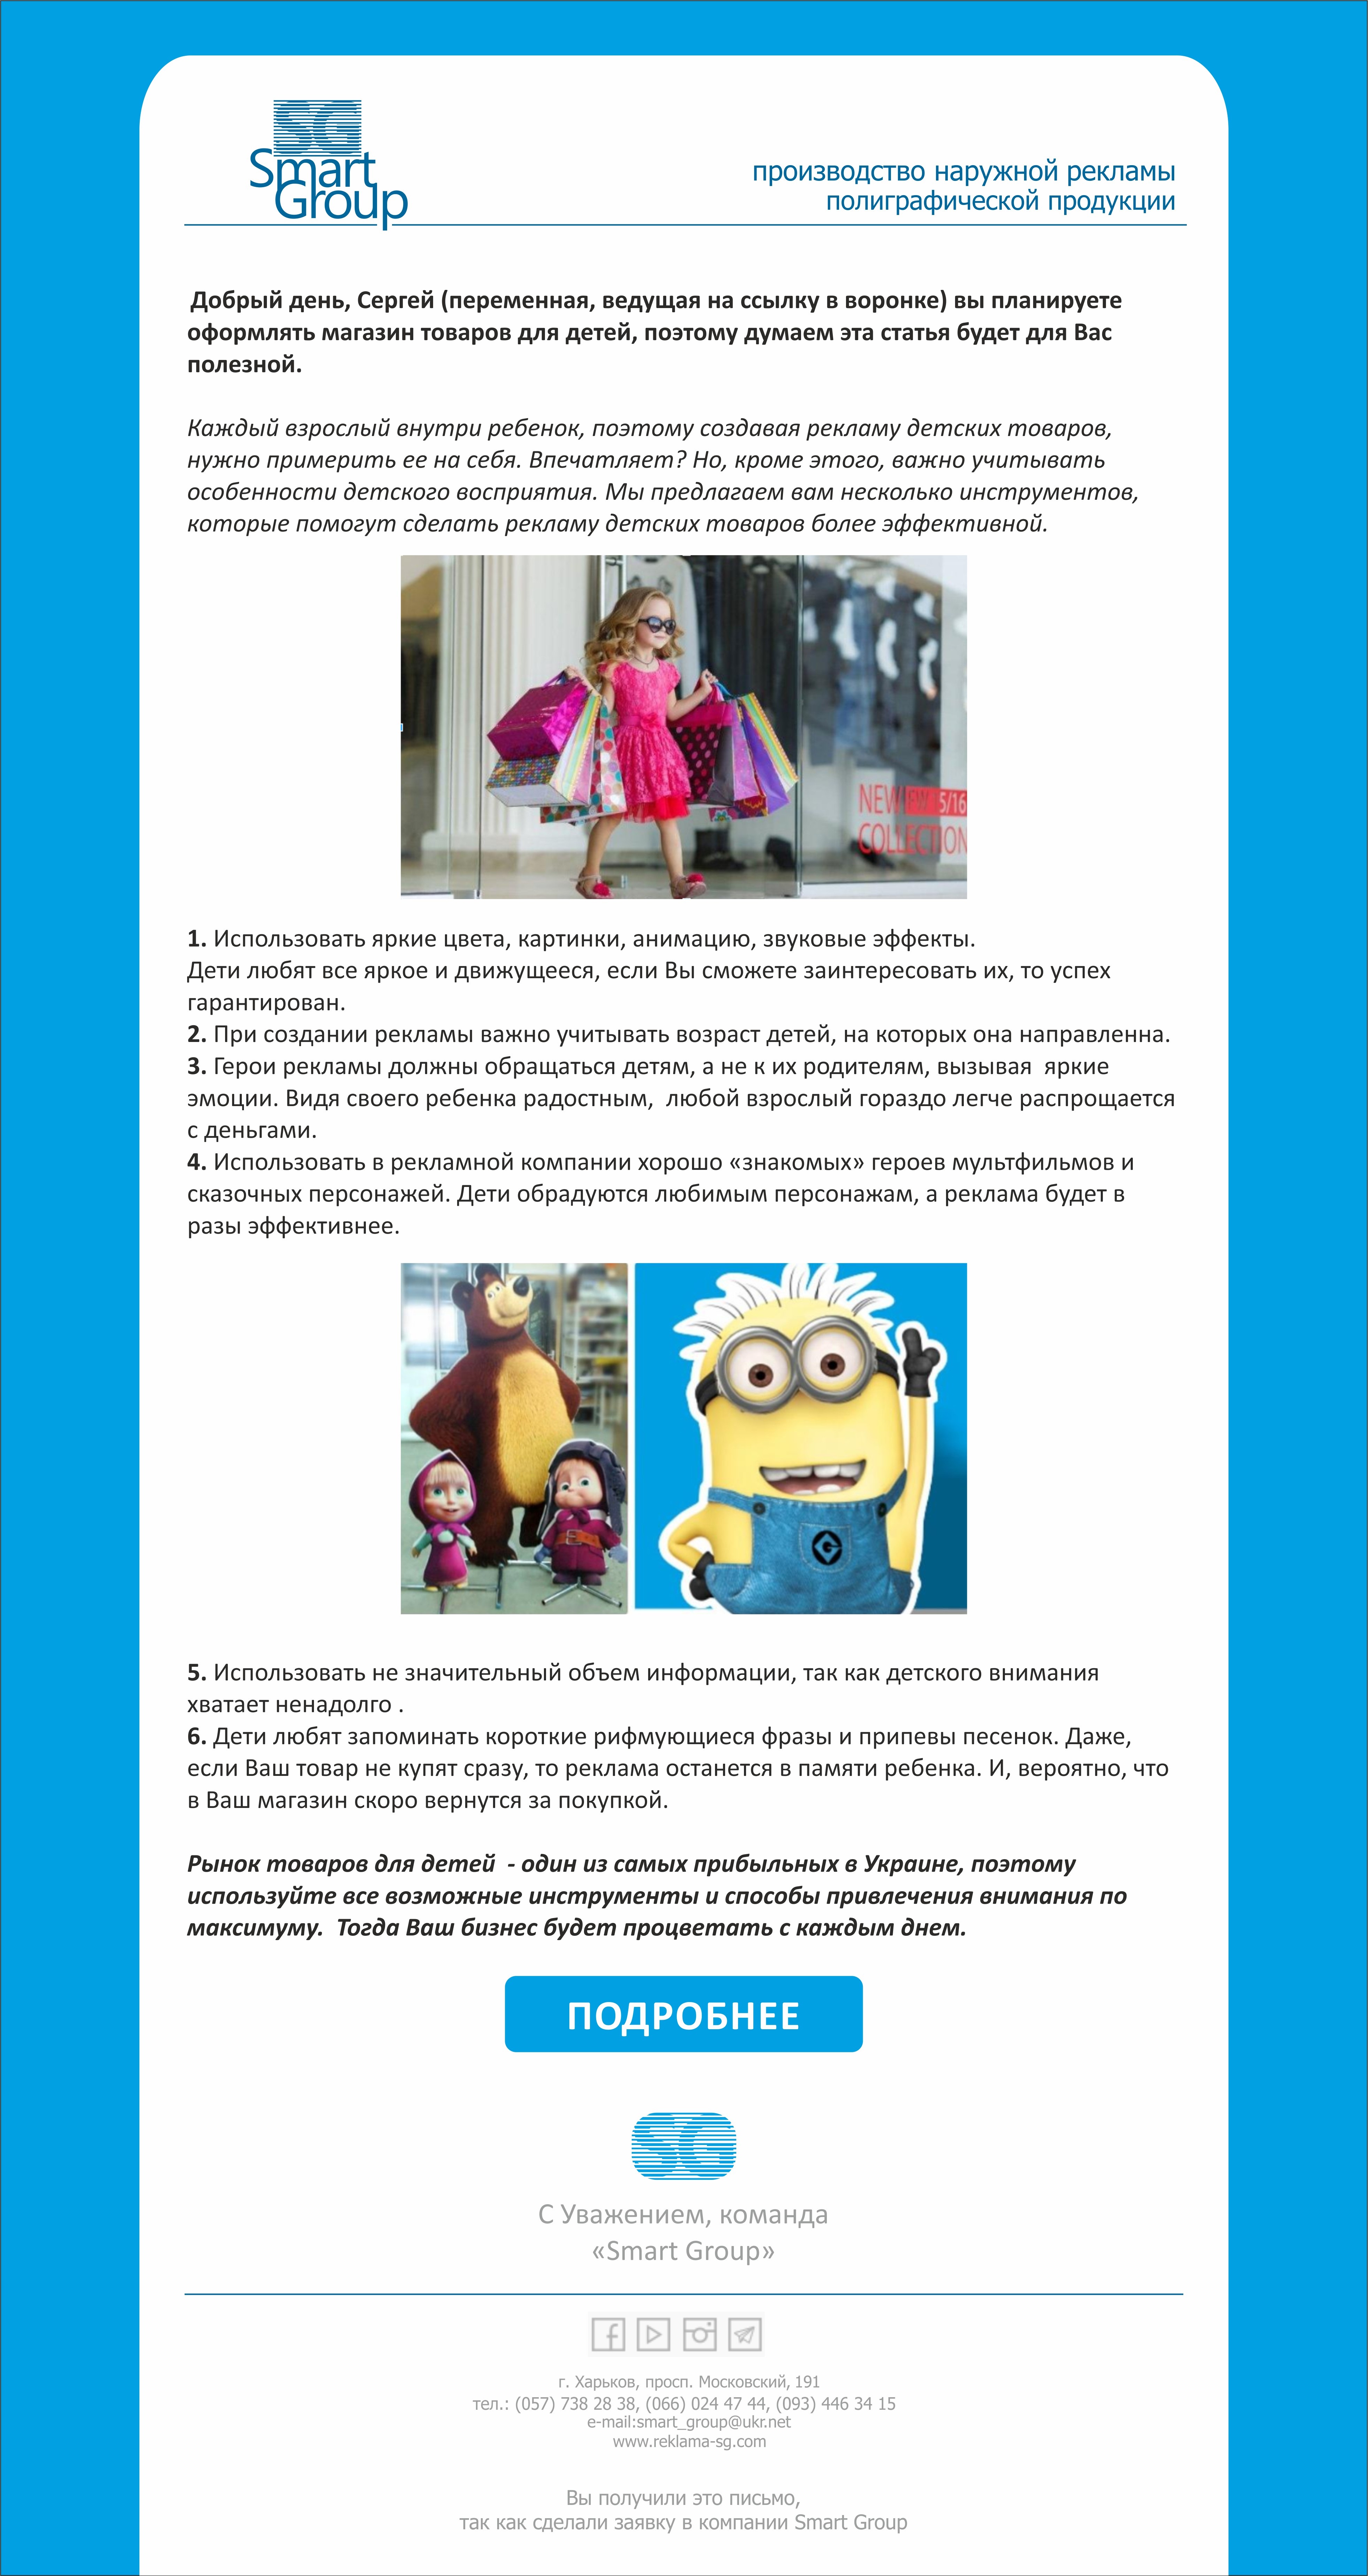 SG
Smart
Group
производство наружной рекламы
полиграфической продукции
Добрый день, Сергей (переменная, ведущая на ссылку в воронке) вы планируете
оформлять магазин товаров для детей, поэтому думаем эта статья будет для Вас
полезной.
Каждый взрослый внутри ребенок, поэтому создавая рекламу детских товаров,
нужно примерить ее на себя. Впечатляет? Но, кроме этого, важно учитывать
особенности детского восприятия. Мы предлагаем вам несколько инструментов,
которые помогут сделать рекламу детских товаров более эффективной.
NEW 5/16
COLLECTION
1. Использовать яркие цвета, картинки, анимацию, звуковые эффекты.
Дети любят все яркое и движущееся, если Вы сможете заинтересовать их, то успех
гарантирован.
2. При создании рекламы важно учитывать возраст детей, на которых она направленна.
3. Герои рекламы должны обращаться детям, а не к их родителям, вызывая  яркие
эмоции. Видя своего ребенка радостным,  любой взрослый гораздо легче распрощается
с деньгами.
4. Использовать в рекламной компании хорошо «знакомых» героев мультфильмов и
сказочных персонажей. Дети обрадуются любимым персонажам, а реклама будет в
разы эффективнее.
5. Использовать не значительный объем информации, так как детского внимания
хватает ненадолго .
6. Дети любят запоминать короткие рифмующиеся фразы и припевы песенок. Даже,
если Ваш товар не купят сразу, то реклама останется в памяти ребенка. И, вероятно, что
в Ваш магазин скоро вернутся за покупкой.
Рынок товаров для детей  - один из самых прибыльных в Украине, поэтому
используйте все возможные инструменты и способы привлечения внимания по
максимуму.  Тогда Ваш бизнес будет процветать с каждым днем.
ПОДРОБНЕЕ
SG
С Уважением, команда
«Smart Group»
г. Харьков, просп. Московский, 191
тел.: (057) 738 28 38, (066) 024 47 44, (093) 446 34 15
e-mail:smart_group@ukr.net
www.reklama-sg.com
Вы получили это письмо,
так как сделали заявку в компании Smart Group